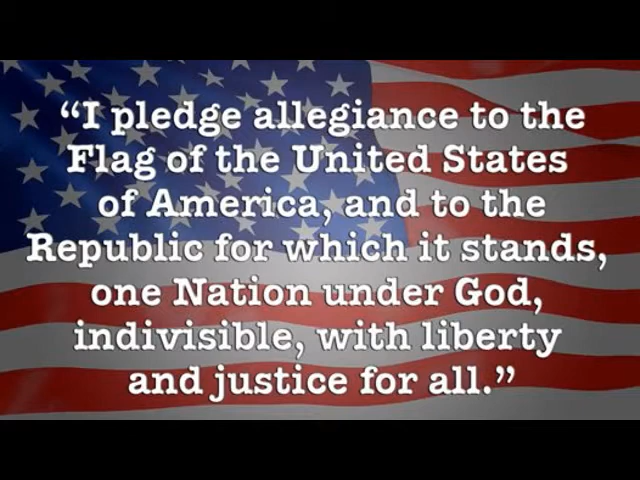 “I pledge allegiance to the
Flag of the United States
of America, and to the
Republic for which it stands,
one Nation under God,
indivisible, with liberty
and justice for all.”